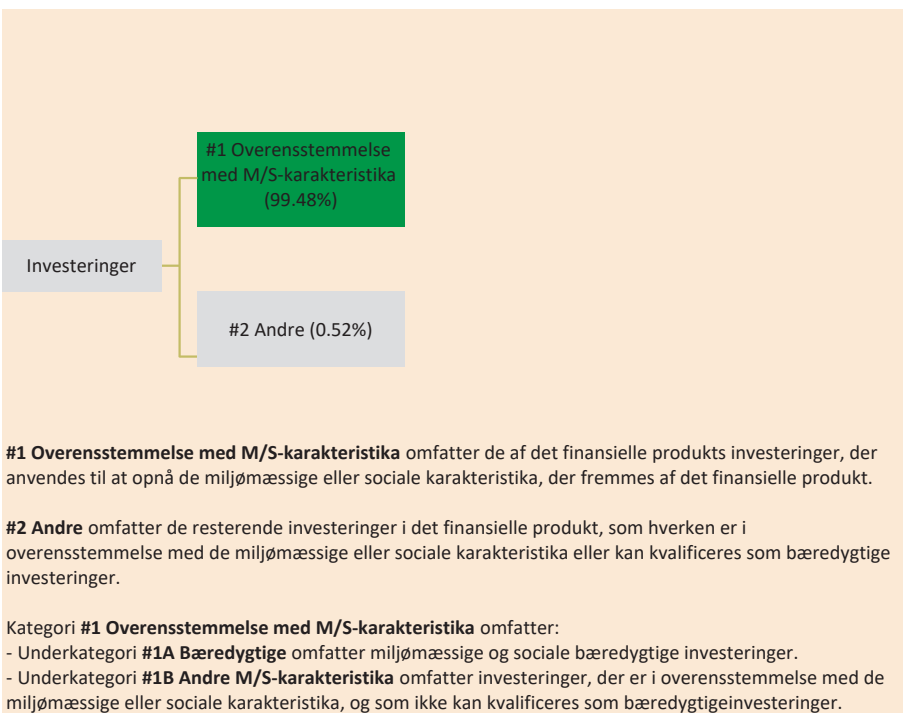 #1 Overensstemmelse
med M/S-karakteristika
(99.48%)
Investeringer
#2 Andre (0.52%)
#1 Overensstemmelse med M/S-karakteristika omfatter de af det finansielle produkts investeringer, der
anvendes til at opnå de miljømæssige eller sociale karakteristika, der fremmes af det finansielle produkt.
#2 Andre omfatter de resterende investeringer i det finansielle produkt, som hverken er i
overensstemmelse med de miljømæssige eller sociale karakteristika eller kan kvalificeres som bæredygtige
investeringer.
Kategori #1 Overensstemmelse med M/S-karakteristika omfatter:
- Underkategori #1A Bæredygtige omfatter miljømæssige og sociale bæredygtige investeringer.
- Underkategori #1B Andre M/S-karakteristika omfatter investeringer, der er i overensstemmelse med de
miljømæssige eller sociale karakteristika, og som ikke kan kvalificeres som bæredygtigeinvesteringer.